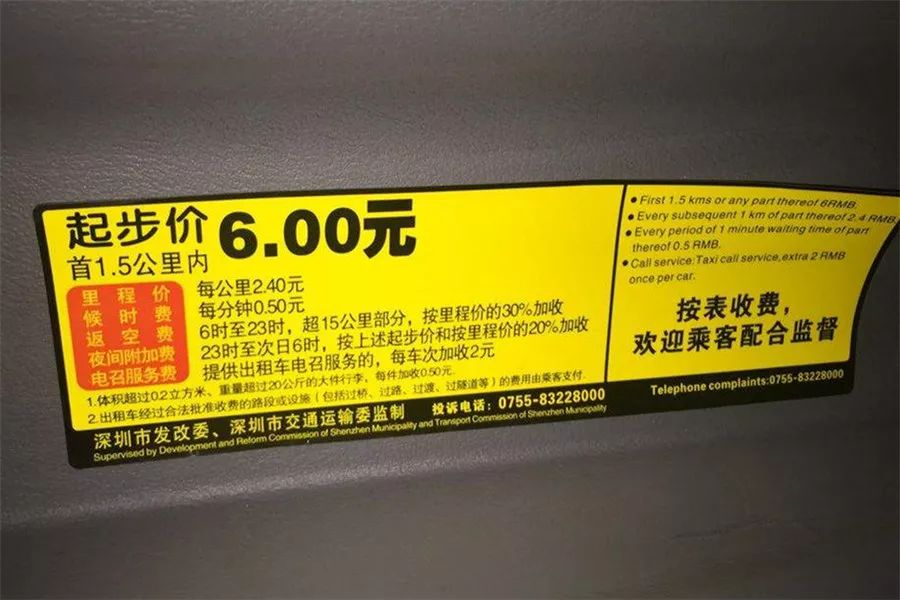 起步价 6.00元
首1.5公里内
里程价 每公里2.40元
候时费 每分钟0.50元
返空费 6时至23时，超15公里部分，按里程价的30%加收
夜间附加费 23时至次日6时，按上述起步价和按里程价的20%加收
电召服务费 提供出租车电召服务的，每车次加收2元
1.体积超过0.2立方米、重量超过20公斤的大件行李，每件加收0.50元.
2.出租车经过合法批准收费的路段或设施（包括过桥、过路、过渡、过隧道等）的费用由乘客支付.
深圳市发改委、深圳市交通运输委监制 投诉电话：0755-83228000
Supervised by Development and Reform Commission of Shenzhen Municipality and Transport Commission of Shenzhen Municipality
• First 1.5 kms or any part thereof 6RMB.
• Every subsequent 1 km of part thereof 2.4 RMB.
• Every period of 1 minute waiting time of part
thereof 0.5 RMB.
• Call service:Taxi call service,extra 2 RMB
once per car.
按表收费，
欢迎乘客配合监督
Telephone complaints:0755-83228000